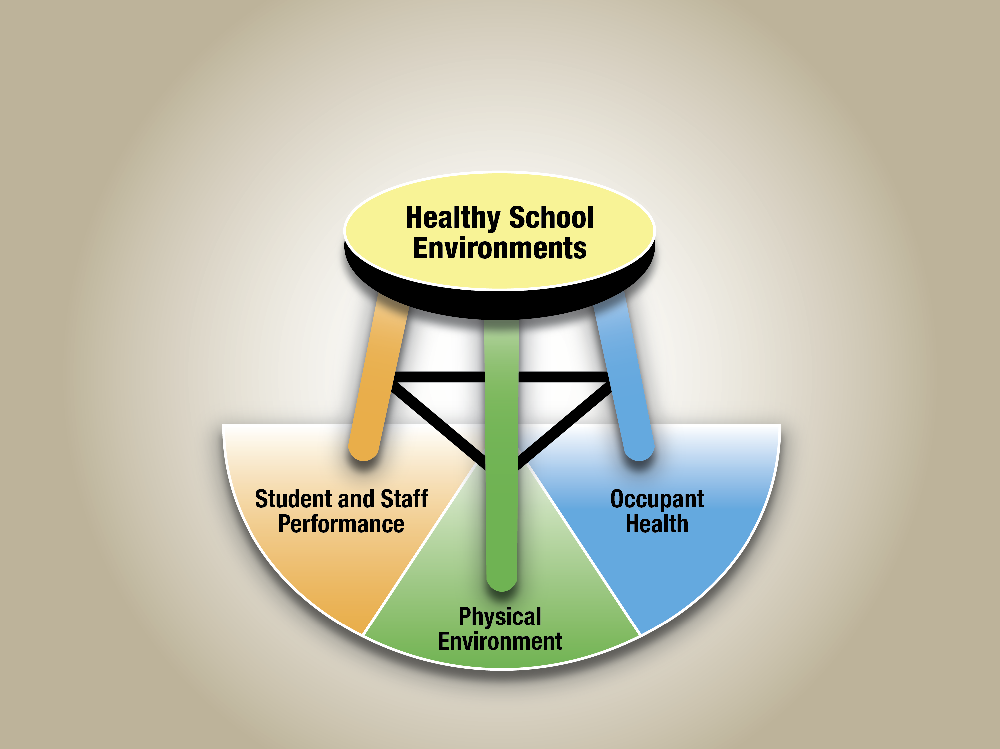 Healthy School
Environments
Student and Staff
Performance
Occupant
Health
Physical
Environment